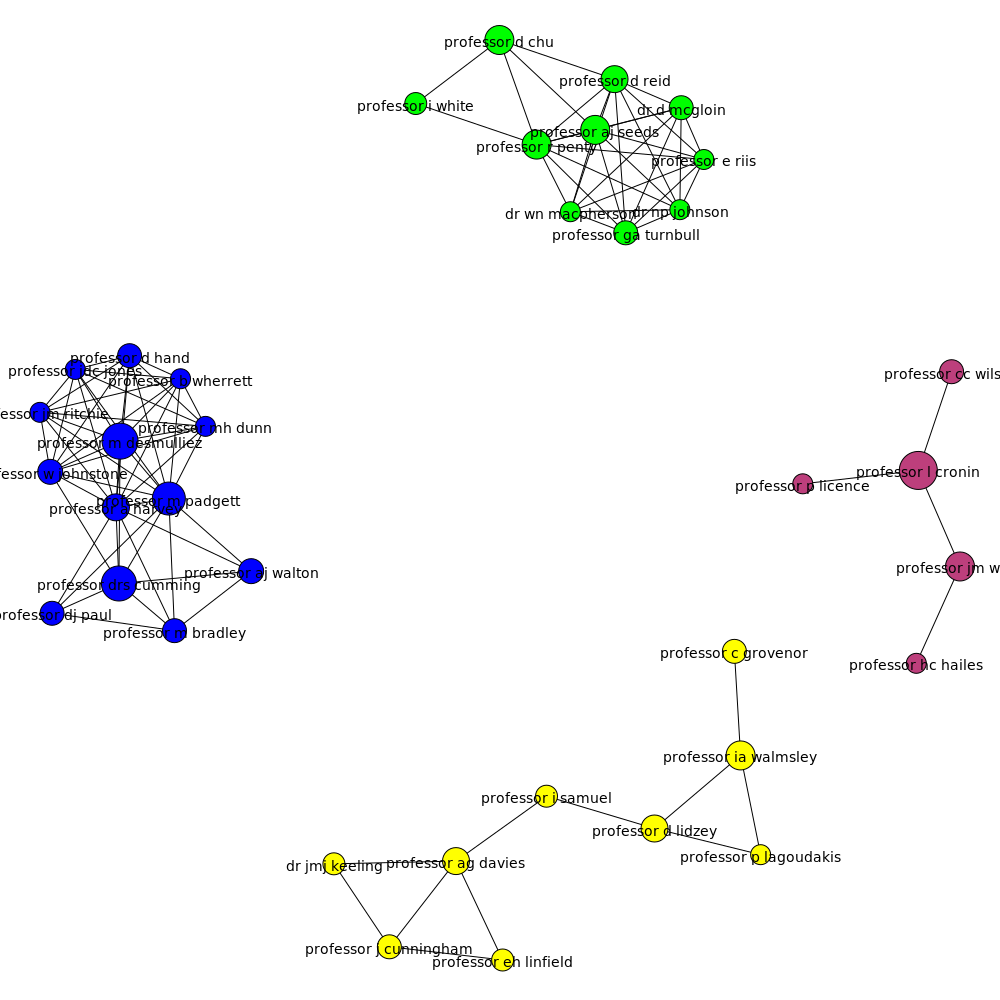 professor d chu
professor d reid
professor i white
dr d mcgloin
professor aj seeds
professor r penty
professor e riis
dr wn macpherson
dr np johnson
professor ga turnbull
professor d hand
professor jdc jones
professor b wherrett
professor cc wils
essor jm ritchie
professor mh dunn
professor m desmulliez
professor l cronin
fessor w johnstone
professor p licence
professor m padgett
professor a harvey
professor jm w
professor aj walton
professor drs cumming
professor dj paul
professor m bradley
professor c grovenor
professor hc hailes
professor ia walmsley
professor i samuel
professor d lidzey
professor p lagoudakis
dr jmj keeling
professor ag davies
professor j cunningham
professor eh linfield